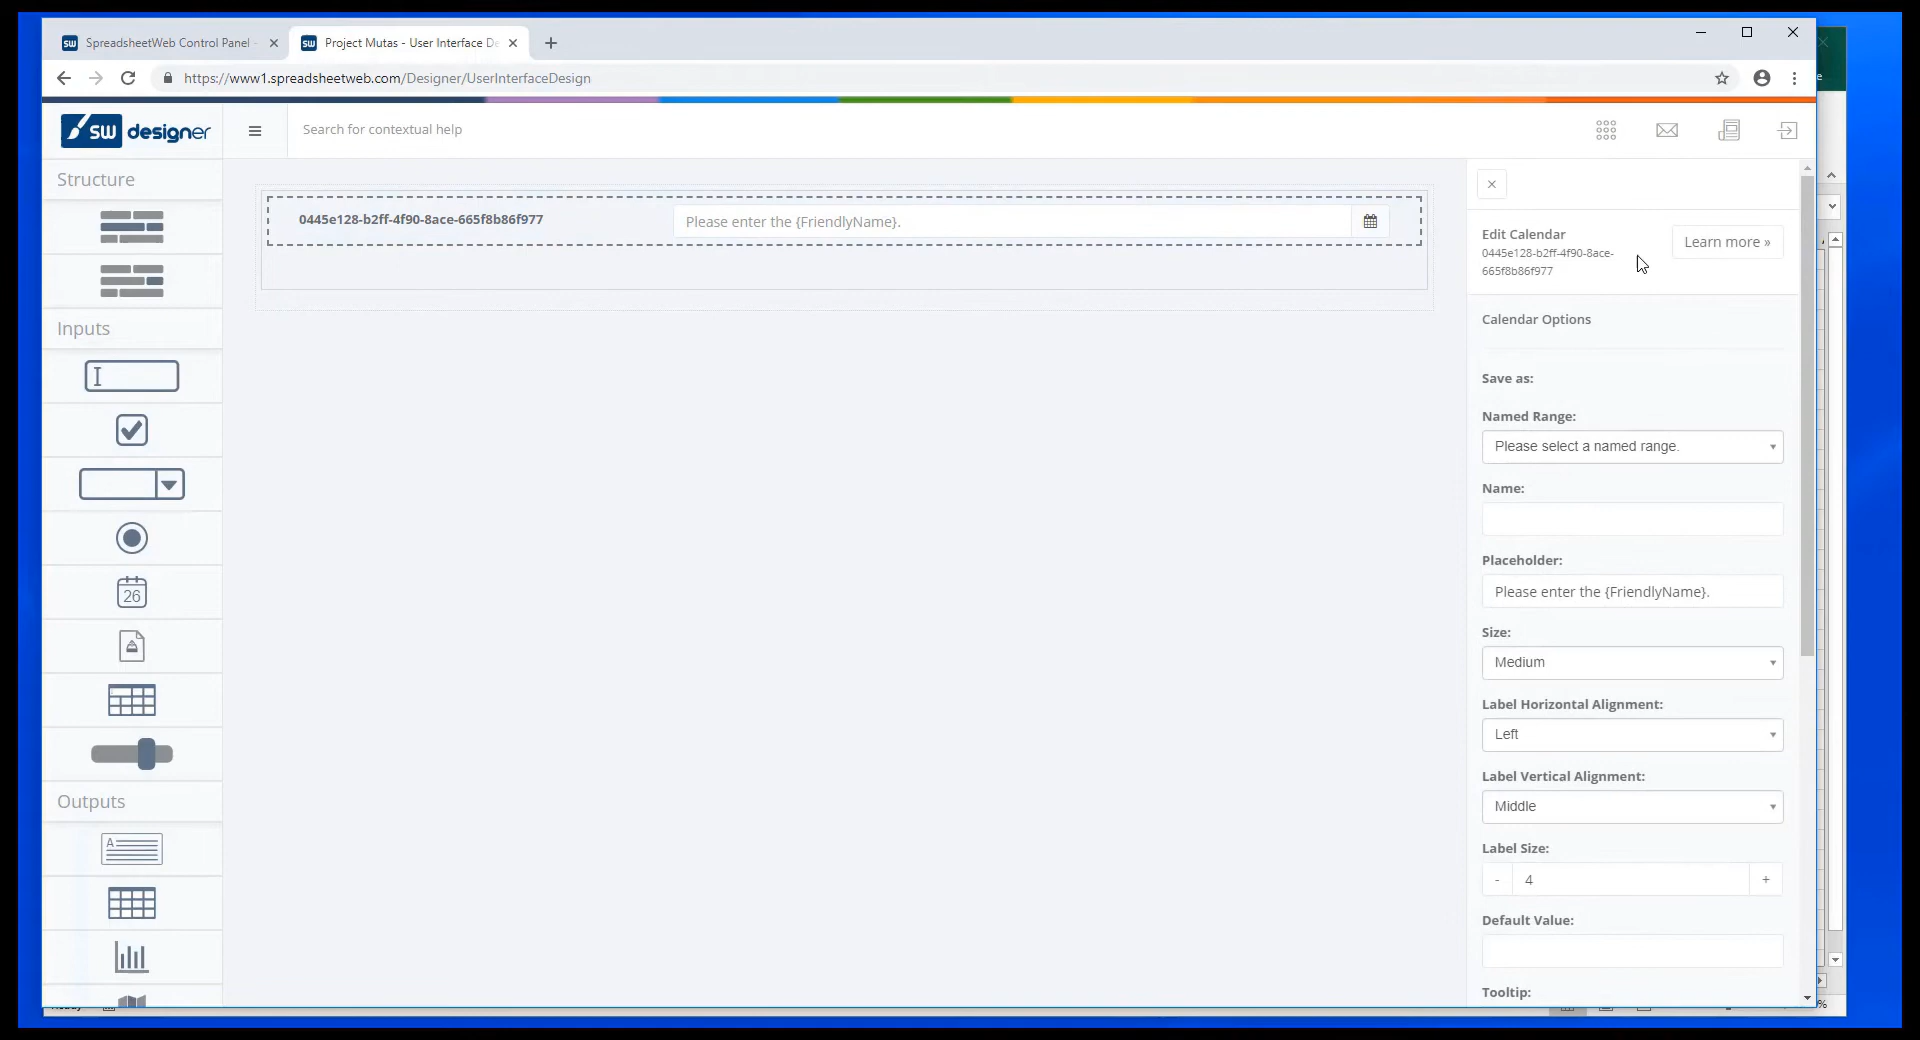 SpreadsheetWeb Control Panel -
Project Mutas - User Interface De
https://www1.spreadsheetweb.com/Designer/UserInterfaceDesign
sw designer
Search for contextual help
Structure
Inputs
26
Outputs
A
0445e128-b2ff-4f90-8ace-665f8b86f977
Please enter the {FriendlyName}.
Edit Calendar
0445e128-b2ff-4f90-8ace-
665f8b86f977
Learn more »
Calendar Options
Save as:
Named Range:
Please select a named range.
Name:
Placeholder:
Please enter the {FriendlyName}.
Size:
Medium
Label Horizontal Alignment:
Left
Label Vertical Alignment:
Middle
Label Size:
- 4 +
Default Value:
Tooltip: